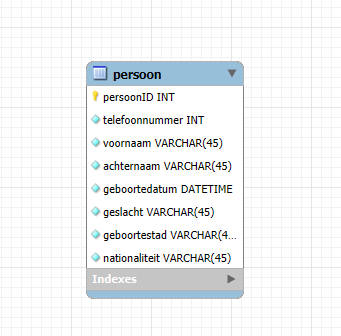 persoon
persoonID INT
telefoonnummer INT
voornaam VARCHAR(45)
achternaam VARCHAR(45)
geboortedatum DATETIME
geslacht VARCHAR(45)
geboortestad VARCHAR(4...
nationaliteit VARCHAR(45)
Indexes